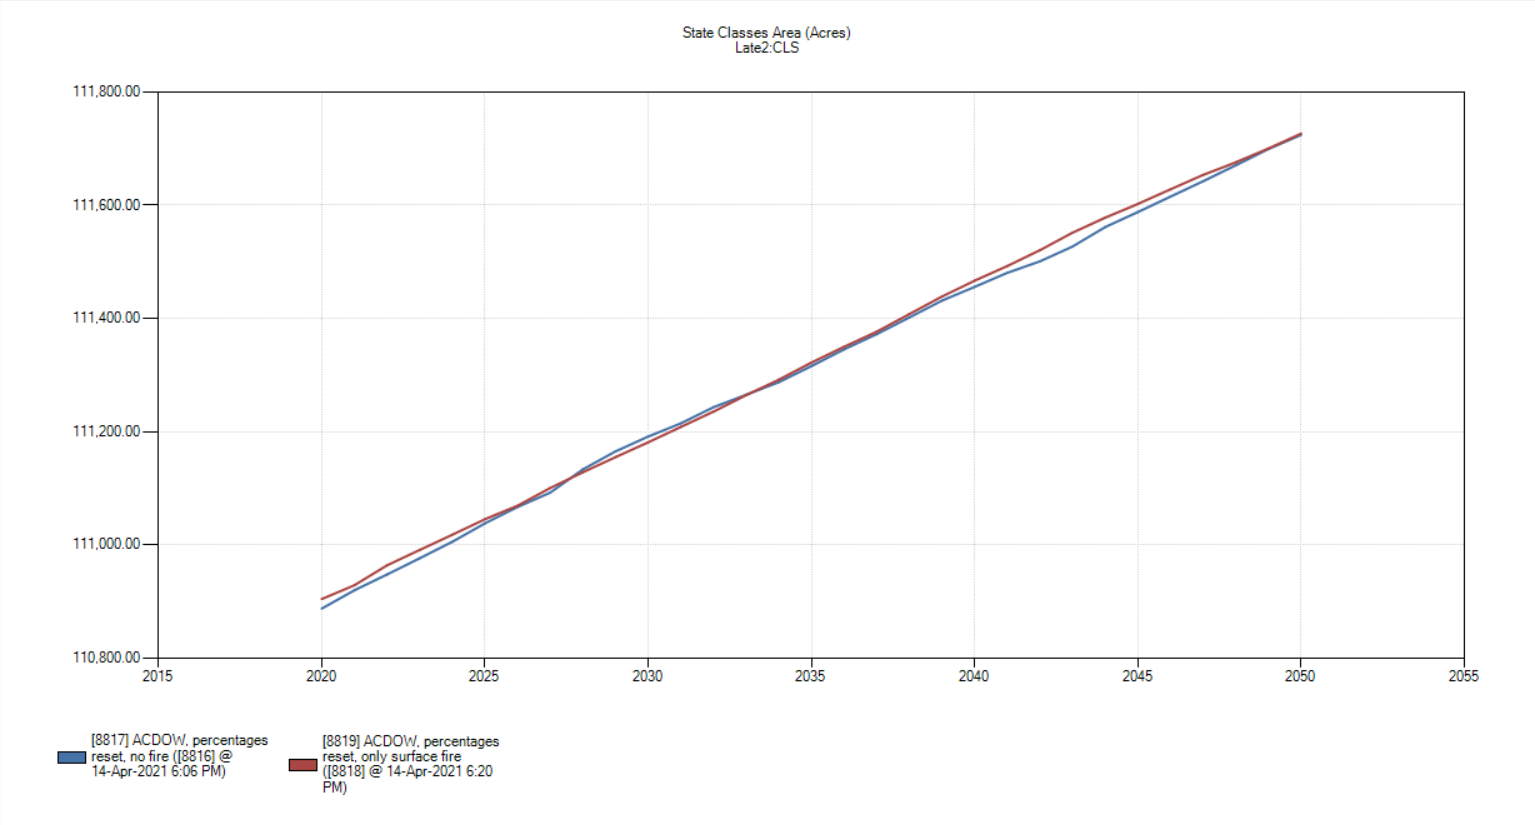 State Classes Area (Acres)
Late2:CLS
111,800.00
111,600.00
111,400.00
111,200.00
111,000.00
110,800.00
2015
2020
2025
2030
2035
2040
2045
2050
2055
[8817] ACDOW, percentages
reset, no fire ([8816] @
14-Apr-2021 6:06 PM)
[8819] ACDOW, percentages
reset, only surface fire
([8818] @ 14-Apr-2021 6:20
PM)